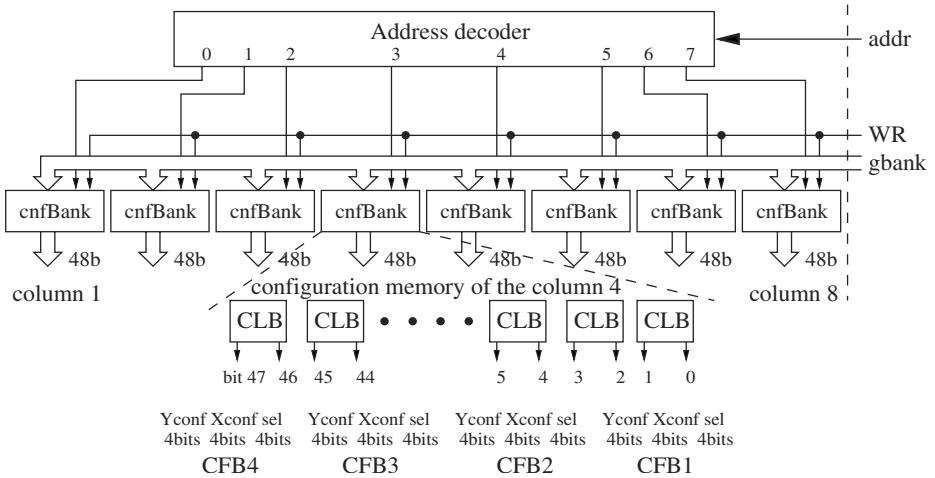 Address decoder
0 1 2 3 4 5 6 7
addr
WR
gbank
cnfBank cnfBank cnfBank cnfBank cnfBank cnfBank cnfBank cnfBank
48b 48b 48b 48b 48b 48b 48b 48b
column 1
configuration memory of the column 4
column 8
CLB CLB CLB CLB CLB
bit 47 46 45 44 5 4 3 2 1 0
Yconf Xconf sel Yconf Xconf sel Yconf Xconf sel Yconf Xconf sel
4bits 4bits 4bits 4bits 4bits 4bits 4bits 4bits 4bits 4bits 4bits 4bits
CFB4 CFB3 CFB2 CFB1